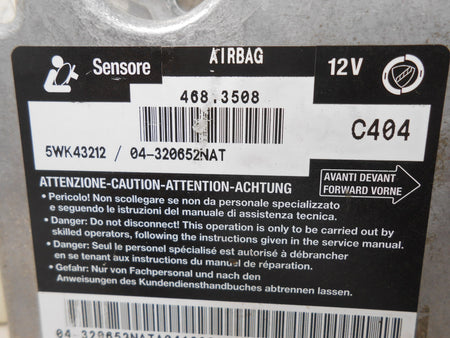 Sensore AIRBAG 12V
468.3508
C404
5WK43212 / 04-320652NAT
ATTENZIONE-CAUTION-ATTENTION-ACHTUNG
AVANTI DEVANT
FORWARD VORNE
• Pericolo! Non scollegare se non da personale specializzato
e seguendo le istruzioni del manuale di assistenza tecnica.
• Danger: Do not disconnect! This operation is only to be carried out by
skilled operators, following the instructions given in the service manual.
• Danger: Seul le personel spécialisé est autorisé à débrancher
en se tenant aux instructions du manuel de réparation.
• Gefahr: Nur von Fachpersonal und nach den
Anweisungen des Kundendiensthandbuches abtrennen lassen.